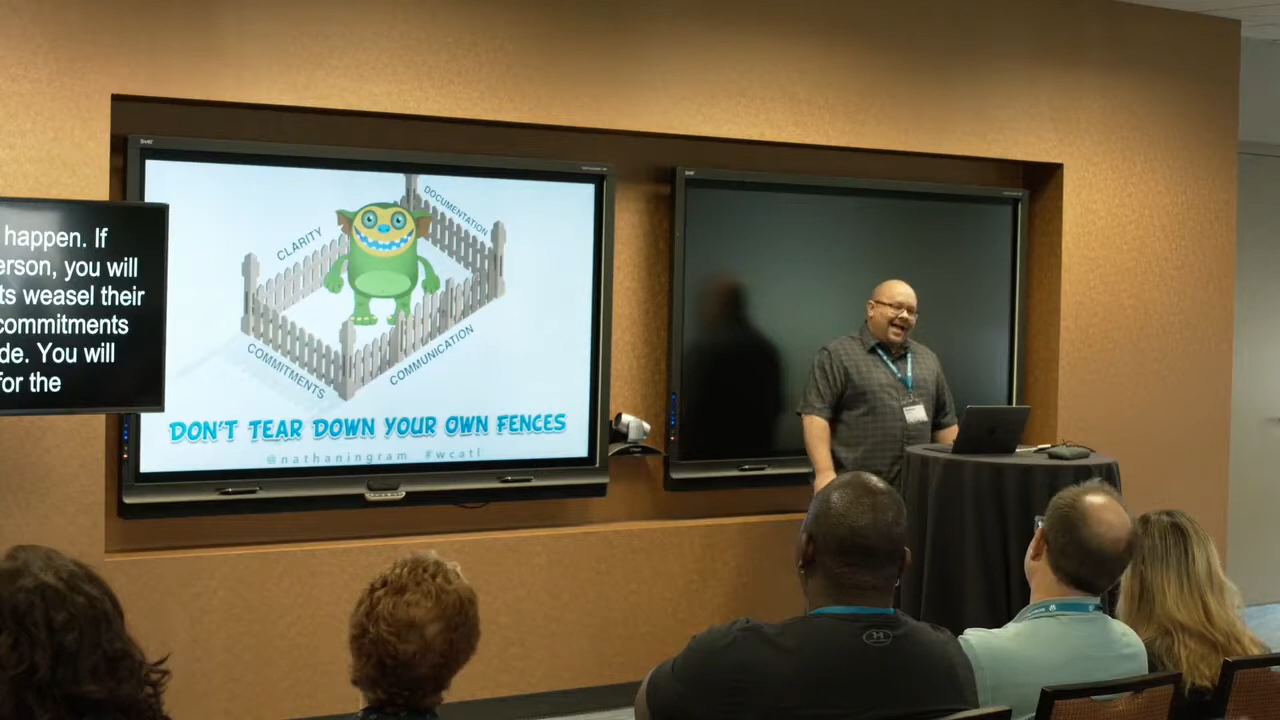 happen. If
erson, you will
ts weasel their
commitments
de. You will
for the
CLARITY
DOCUMENTATION
COMMITMENTS
COMMUNICATION
DON'T TEAR DOWN YOUR OWN FENCES
@nathaningram #wcatl